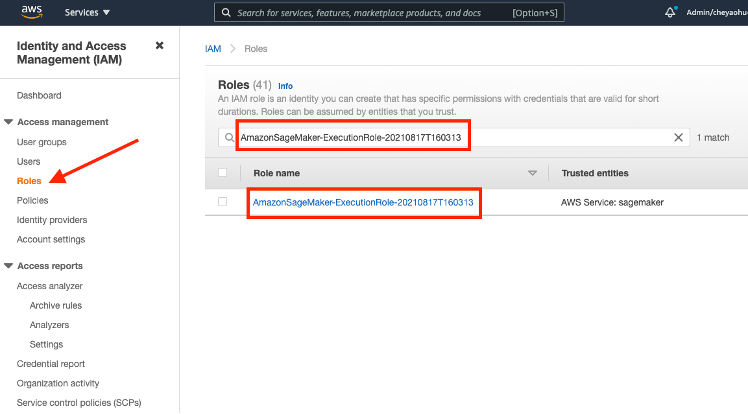 aws
Services
Search for services, features, marketplace products, and docs
[Option+S]
Identity and Access
Management (IAM)
Dashboard
Access management
User groups
Users
Roles
Policies
Identity providers
Account settings
Access reports
Access analyzer
Archive rules
Analyzers
Settings
Credential report
Organization activity
Service control policies (SCPs)
IAM > Roles
Roles (41) Info
An IAM role is an identity you can create that has specific permissions with credentials that are valid for short
durations. Roles can be assumed by entities that you trust.
AmazonSageMaker-ExecutionRole-20210817T160313
1 match
Role name
Trusted entities
AmazonSageMaker-ExecutionRole-20210817T160313
AWS Service: sagemaker